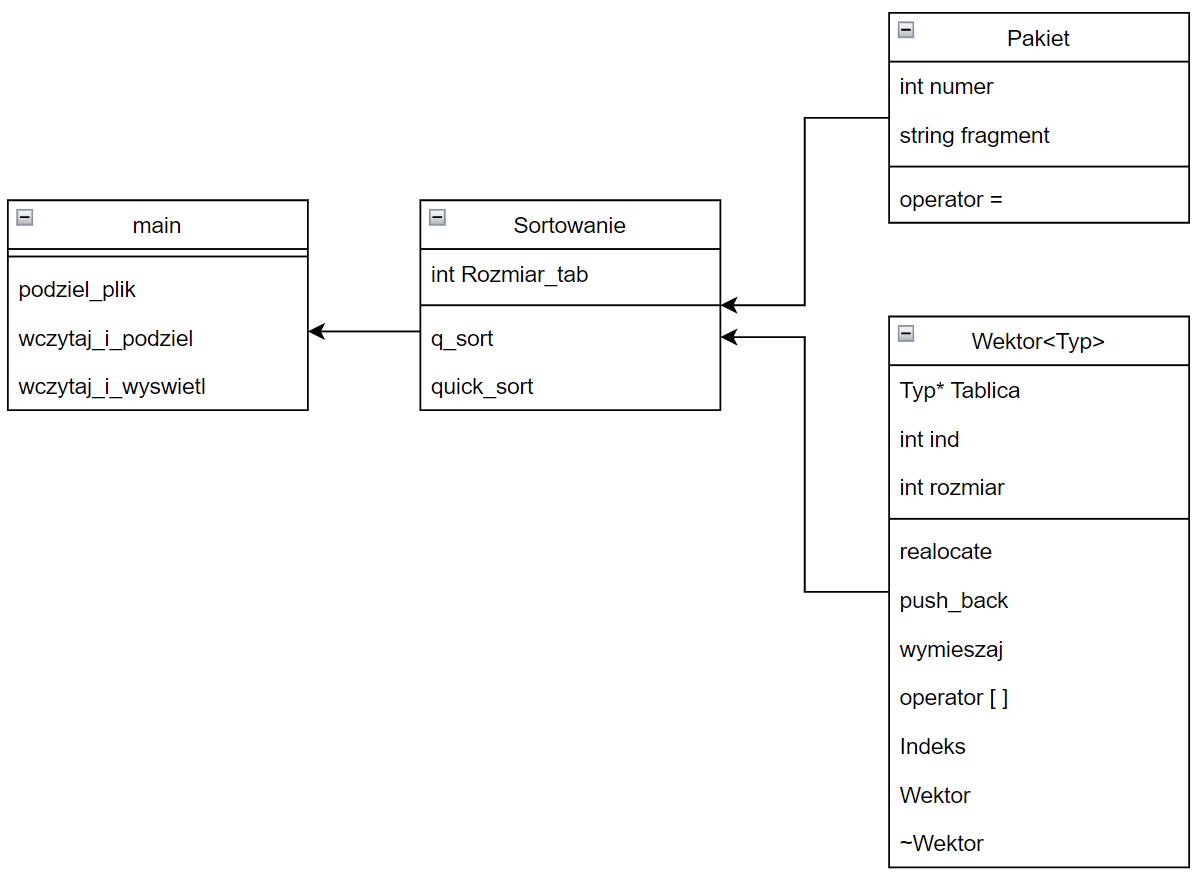 main
podziel_plik
wczytaj_i_podziel
wczytaj_i_wyswietl
Sortowanie
int Rozmiar_tab
q_sort
quick_sort
Pakiet
int numer
string fragment
operator =
Wektor<Typ>
Typ* Tablica
int ind
int rozmiar
realocate
push_back
wymieszaj
operator [ ]
Indeks
Wektor
~Wektor